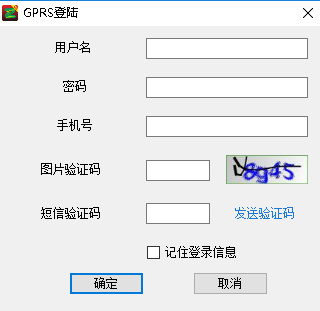 GPRS登陆
用户名
密码
手机号
图片验证码 8g45
短信验证码 发送验证码
记住登录信息
确定 取消